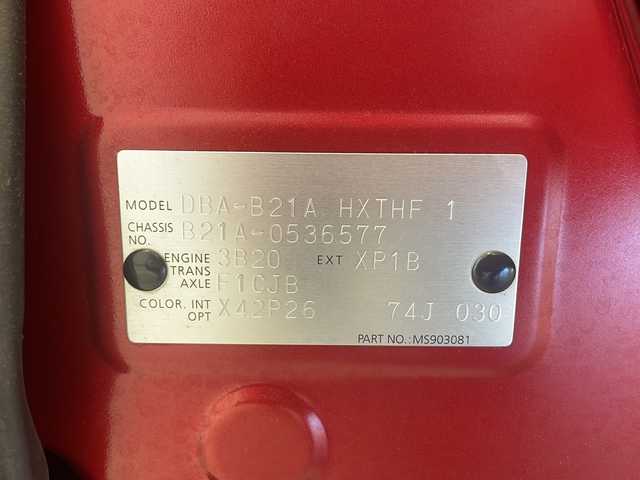 MODEL DBA-B21A HXTHF 1
CHASSIS NO. B21A-0536577
ENGINE 3B20 EXT XP1B
TRANS AXLE F1CJB
COLOR. INT OPT X42P26 74J 030
PART NO.:MS903081